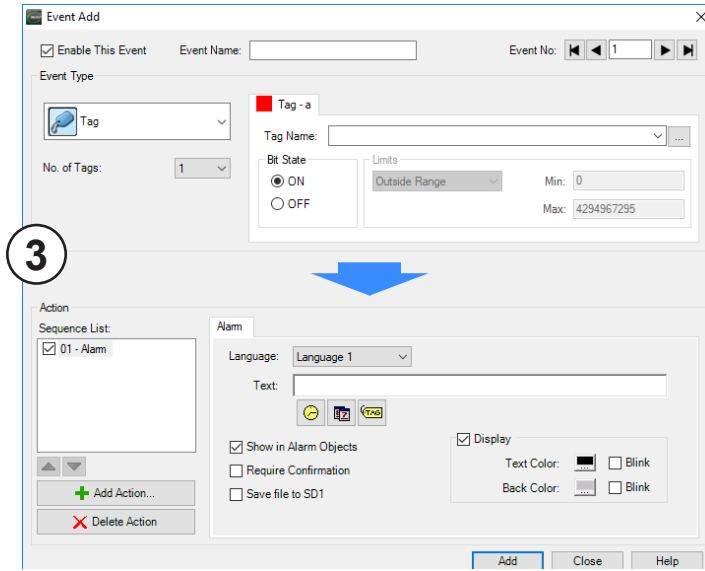 Event Add
Enable This Event Event Name: Event No: 1
Event Type
Tag
Tag - a
Tag Name: ...
No. of Tags: 1
Bit State
ON
OFF
Limits
Outside Range
Min: 0
Max: 4294967295
3
Action
Sequence List:
01 - Alarm
Add Action...
Delete Action
Alarm
Language: Language 1
Text:
TAG
Show in Alarm Objects
Require Confirmation
Save file to SD1
Display
Text Color: ... Blink
Back Color: ... Blink
Add Close Help